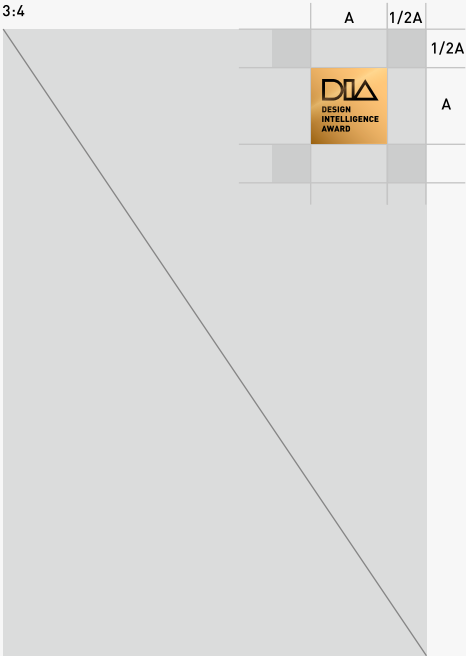 3:4
A
1/2A
1/2A
DIA
DESIGN
INTELLIGENCE
AWARD
A